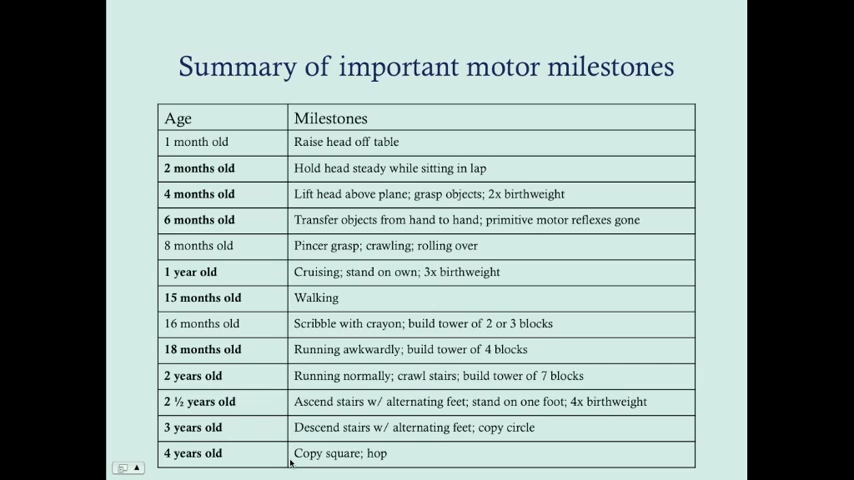 Summary of important motor milestones
Age Milestones
1 month old Raise head off table
2 months old Hold head steady while sitting in lap
4 months old Lift head above plane; grasp objects; 2x birthweight
6 months old Transfer objects from hand to hand; primitive motor reflexes gone
8 months old Pincer grasp; crawling; rolling over
1 year old Cruising; stand on own; 3x birthweight
15 months old Walking
16 months old Scribble with crayon; build tower of 2 or 3 blocks
18 months old Running awkwardly; build tower of 4 blocks
2 years old Running normally; crawl stairs; build tower of 7 blocks
2 ½ years old Ascend stairs w/ alternating feet; stand on one foot; 4x birthweight
3 years old Descend stairs w/ alternating feet; copy circle
4 years old Copy square; hop